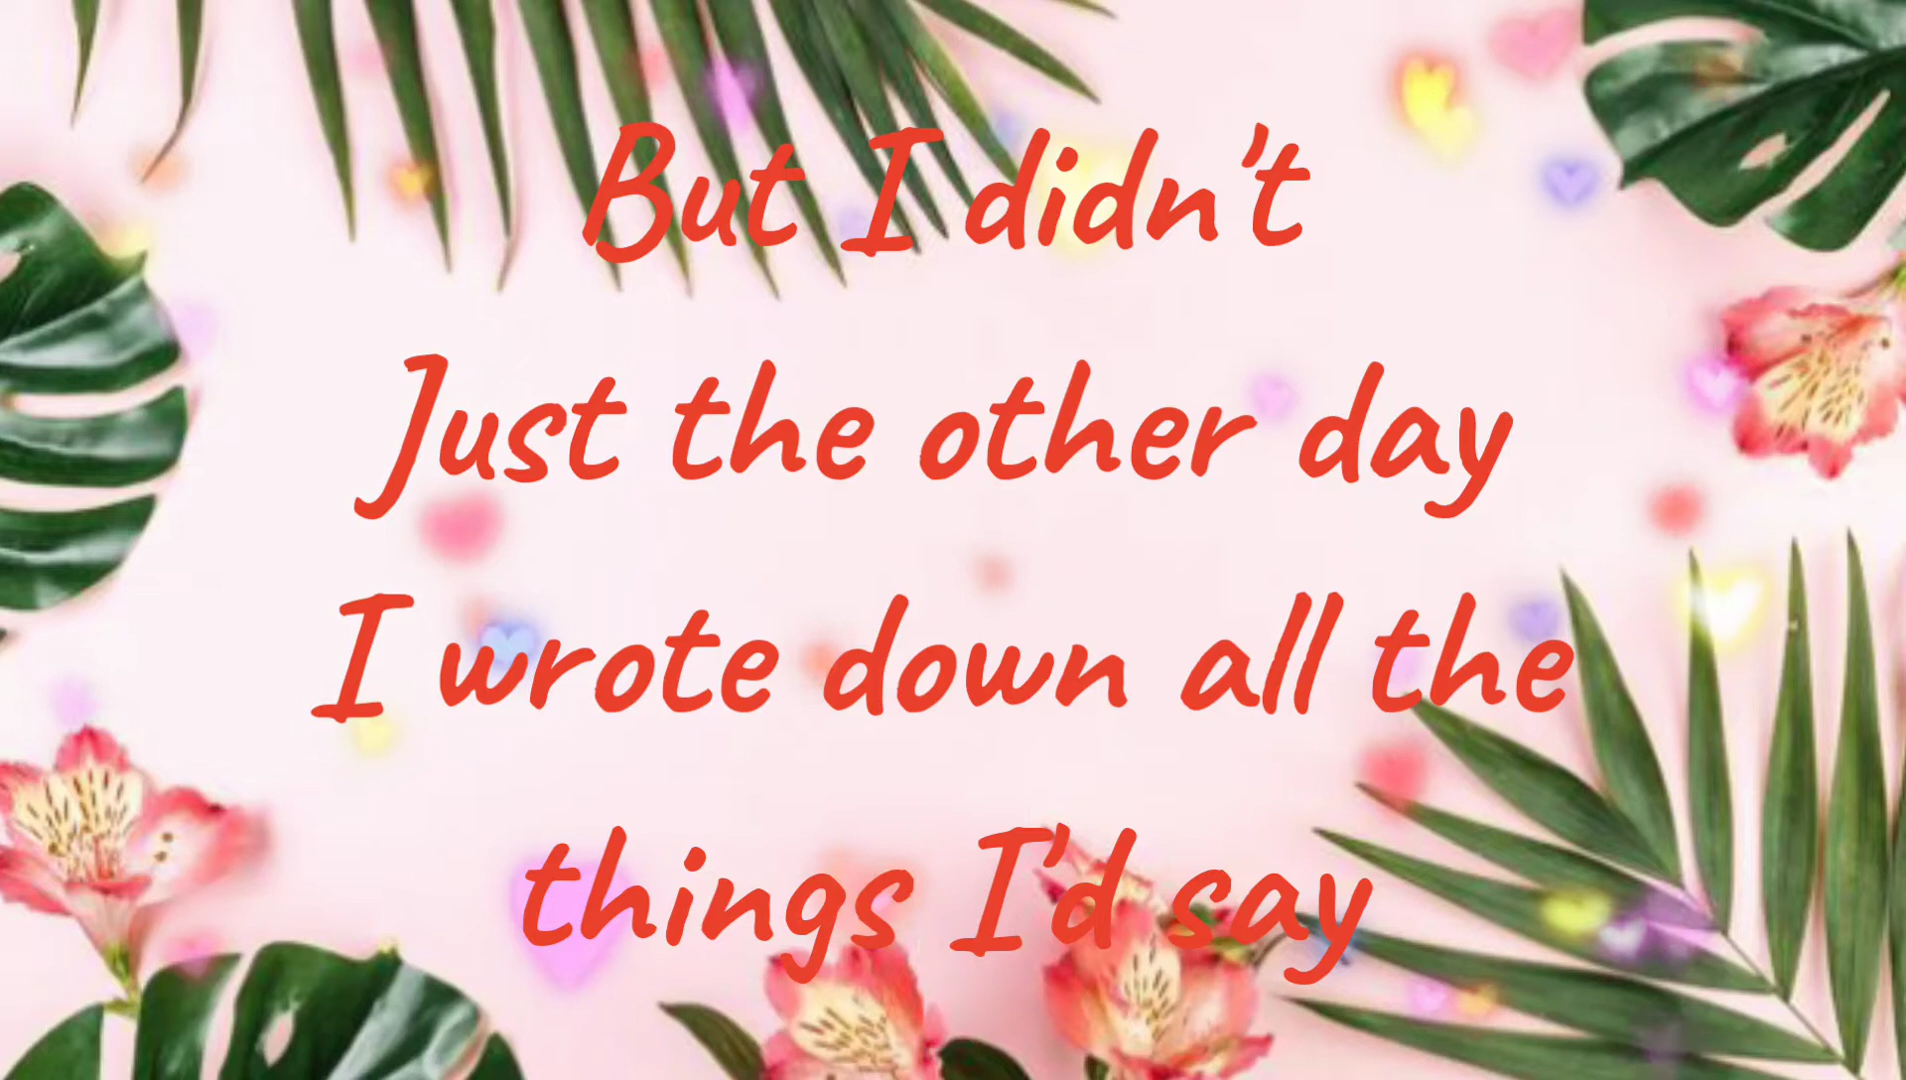 But I didn't
Just the other day
I wrote down all the
things I'd say